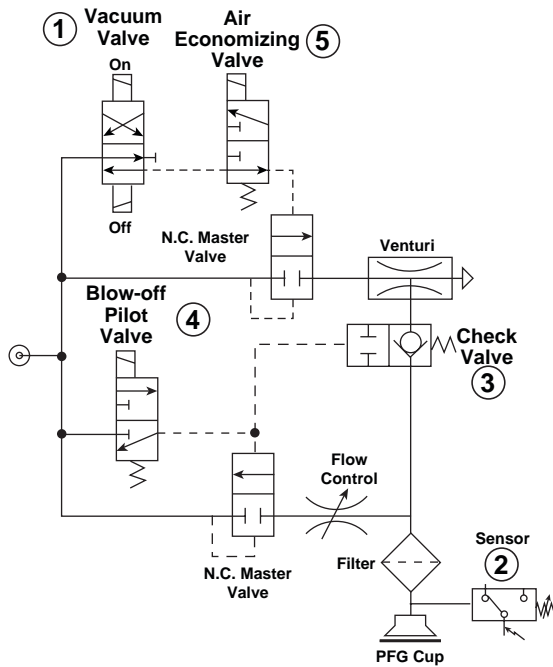 1
Vacuum
Valve
On
Off
Air
Economizing
Valve
5
N.C. Master
Valve
Venturi
Blow-off
Pilot
Valve
4
Check
Valve
3
Flow
Control
N.C. Master
Valve
Filter
Sensor
2
PFG Cup